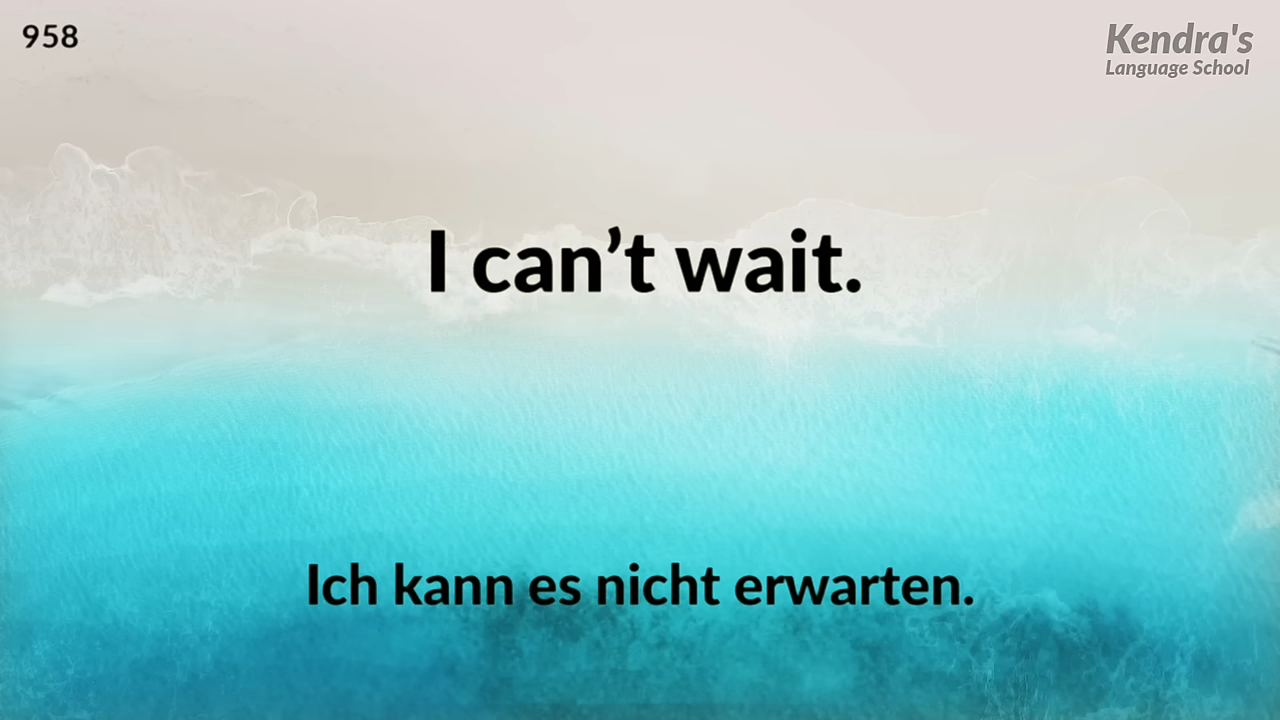 958
Kendra's
Language School
I can’t wait.
Ich kann es nicht erwarten.